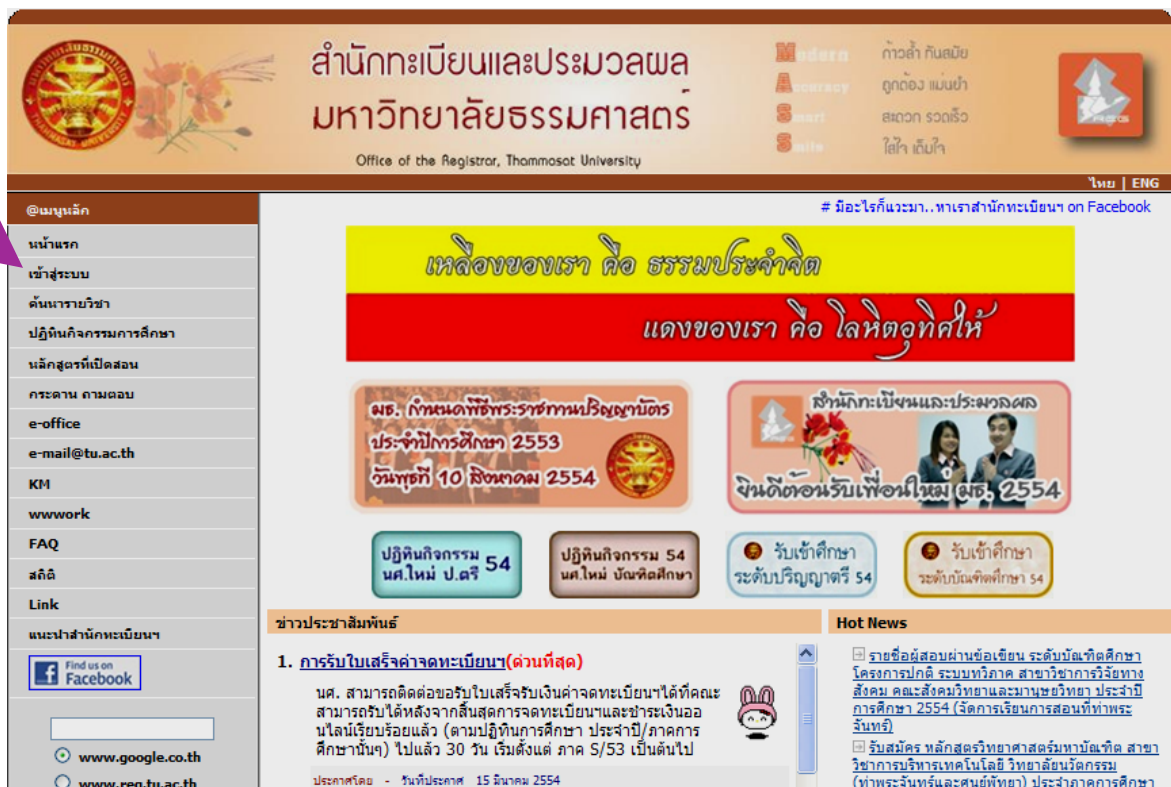 สำนักทะเบียนและประมวลผล
มหาวิทยาลัยธรรมศาสตร์
Office of the Registrar, Thammasat University
Modern ก้าวล้ำ ทันสมัย
Accuracy ถูกต้อง แม่นยำ
Smart สะดวก รวดเร็ว
Smile ใส่ใจ เต็มใจ
ไทย | ENG
@เมนูหลัก
หน้าแรก
เข้าสู่ระบบ
ค้นหารายวิชา
ปฏิทินกิจกรรมการศึกษา
หลักสูตรที่เปิดสอน
กระดาน ถามตอบ
e-office
e-mail@tu.ac.th
KM
wwwork
FAQ
สถิติ
Link
แนะนำสำนักทะเบียนฯ
Find us on
Facebook
www.google.co.th
www.reg.tu.ac.th
# มีอะไรก็แวะมา..หาเราสำนักทะเบียนฯ on Facebook
เหลืองของเรา คือ ธรรมประจำจิต
แดงของเรา คือ โลหิตอุทิศให้
มธ. กำหนดพิธีพระราชทานปริญญาบัตร
ประจำปีการศึกษา 2553
วันพุธที่ 10 สิงหาคม 2554
สำนักทะเบียนและประมวลผล
ยินดีต้อนรับเพื่อนใหม่ มธ. 2554
ปฏิทินกิจกรรม 54
นศ.ใหม่ ป.ตรี
ปฏิทินกิจกรรม 54
นศ.ใหม่ บัณฑิตศึกษา
รับเข้าศึกษา
ระดับปริญญาตรี 54
รับเข้าศึกษา
ระดับบัณฑิตศึกษา 54
ข่าวประชาสัมพันธ์
1. การรับใบเสร็จค่าจดทะเบียนฯ(ด่วนที่สุด)
นศ. สามารถติดต่อขอรับใบเสร็จรับเงินค่าจดทะเบียนฯได้ที่คณะ
สามารถรับได้หลังจากสิ้นสุดการจดทะเบียนฯและชำระเงินออ
นไลน์เรียบร้อยแล้ว (ตามปฏิทินการศึกษา ประจำปี/ภาคการ
ศึกษานั้นๆ) ไปแล้ว 30 วัน เริ่มตั้งแต่ ภาค S/53 เป็นต้นไป
ประกาศโดย - วันที่ประกาศ 15 มีนาคม 2554
Hot News
รายชื่อผู้สอบผ่านข้อเขียน ระดับบัณฑิตศึกษา
โครงการปกติ ระบบทวิภาค สาขาวิชาการวิจัยทาง
สังคม คณะสังคมวิทยาและมานุษยวิทยา ประจำปี
การศึกษา 2554 (จัดการเรียนการสอนที่ท่าพระ
จันทร์)
รับสมัคร หลักสูตรวิทยาศาสตร์มหาบัณฑิต สาขา
วิชาการบริหารเทคโนโลยี วิทยาลัยนวัตกรรม
(ท่าพระจันทร์และศูนย์พัทยา) ประจำภาคการศึกษา